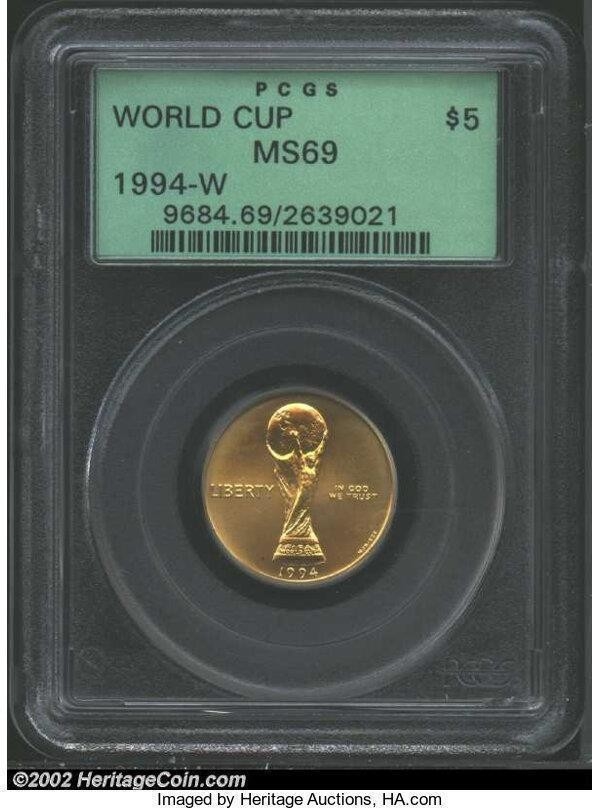 PCGS
WORLD CUP $5
MS69
1994-W
9684.69/2639021
LIBERTY
IN GOD
WE TRUST
1994
PCGS
©2002 HeritageCoin.com
Imaged by Heritage Auctions, HA.com